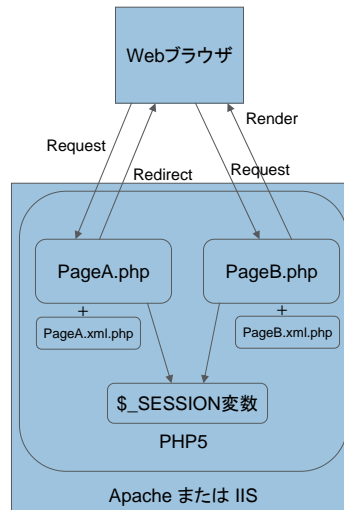 Webブラウザ
Render
Request
Request
Redirect
PageA.php
PageB.php
+
+
PageA.xml.php
PageB.xml.php
$_SESSION変数
PHP5
Apache または IIS